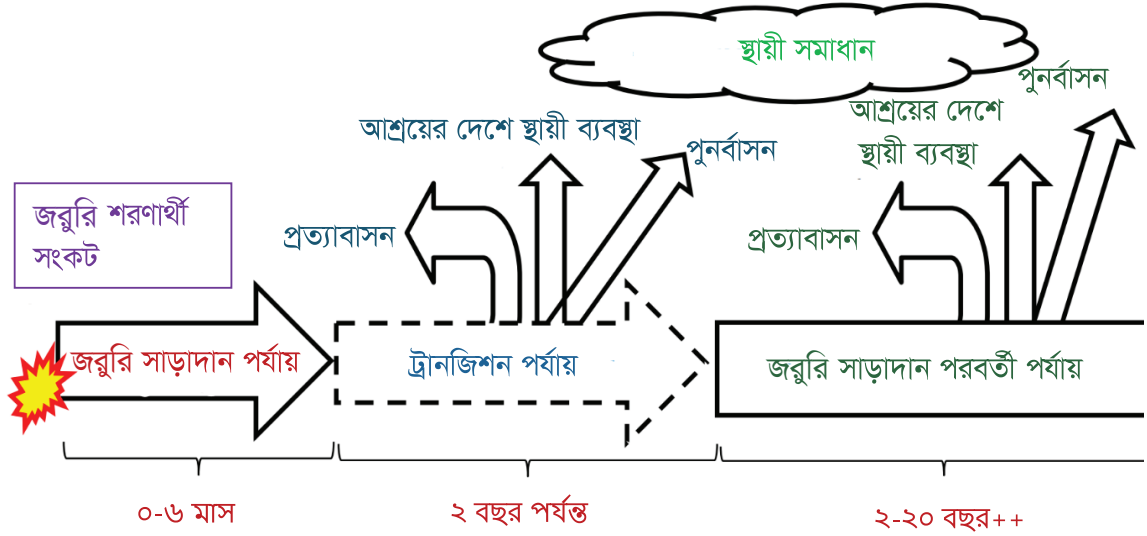 স্থায়ী সমাধান
পুনর্বাসন
আশ্রয়ের দেশে
স্থায়ী ব্যবস্থা
আশ্রয়ের দেশে স্থায়ী ব্যবস্থা
পুনর্বাসন
জরুরি শরণার্থী
সংকট
প্রত্যাবাসন
প্রত্যাবাসন
জরুরি সাড়াদান পর্যায়
ট্রানজিশন পর্যায়
জরুরি সাড়াদান পরবর্তী পর্যায়
০-৬ মাস
২ বছর পর্যন্ত
২-২০ বছর++